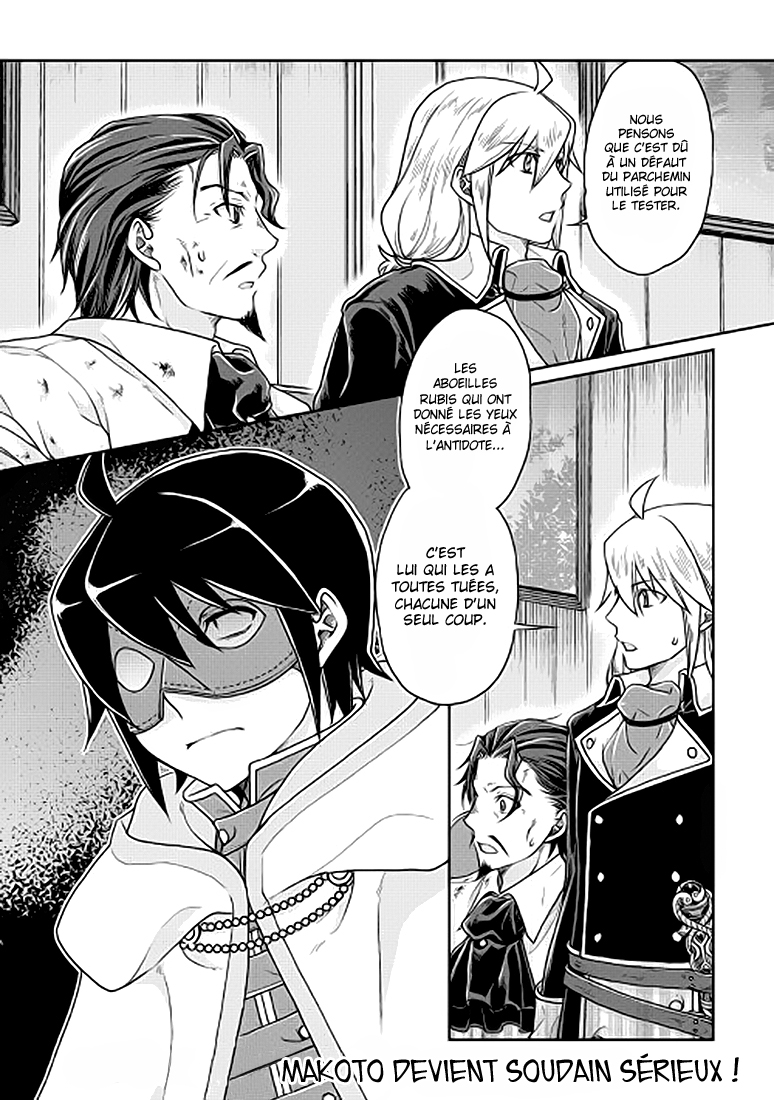 NOUS
PENSONS
QUE C'EST DÛ
À UN DÉFAUT
DU PARCHEMIN
UTILISÉ POUR
LE TESTER.
LES
ABOEILLES
RUBIS QUI ONT
DONNÉ LES YEUX
NÉCESSAIRES À
L'ANTIDOTE...
C'EST
LUI QUI LES A
TOUTES TUÉES,
CHACUNE D'UN
SEUL COUP.
MAKOTO DEVIENT SOUDAIN SÉRIEUX !